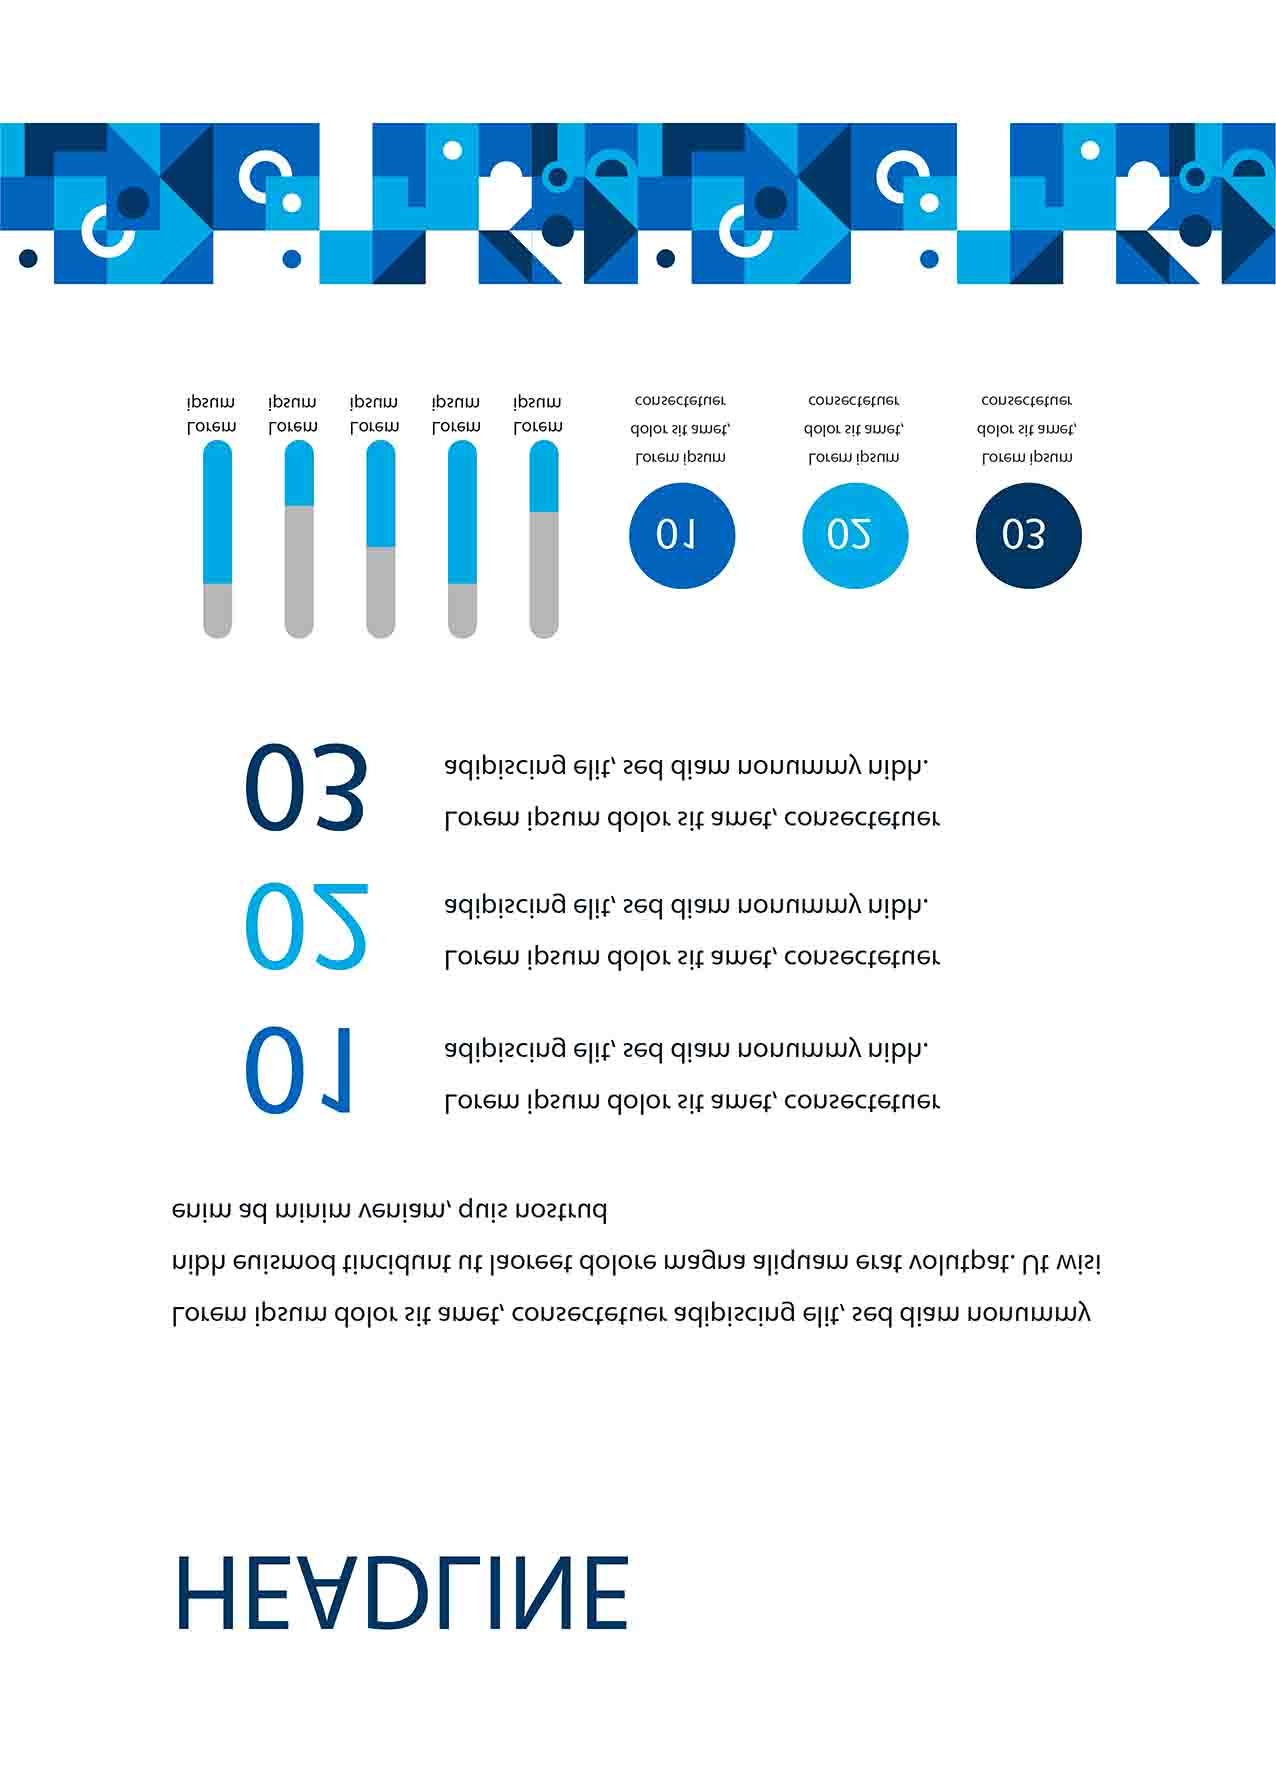 HEADLINE
Lorem ipsum dolor sit amet, consectetuer adipiscing elit, sed diam nonummy
nibh euismod tincidunt ut laoreet dolore magna aliquam erat volutpat. Ut wisi
enim ad minim veniam, quis nostrud
01
Lorem ipsum dolor sit amet, consectetuer
adipiscing elit, sed diam nonummy nibh.
02
Lorem ipsum dolor sit amet, consectetuer
adipiscing elit, sed diam nonummy nibh.
03
Lorem ipsum dolor sit amet, consectetuer
adipiscing elit, sed diam nonummy nibh.
Lorem
ipsum
Lorem
ipsum
Lorem
ipsum
Lorem
ipsum
Lorem
ipsum
01
Lorem ipsum
dolor sit amet,
consectetuer
02
Lorem ipsum
dolor sit amet,
consectetuer
03
Lorem ipsum
dolor sit amet,
consectetuer